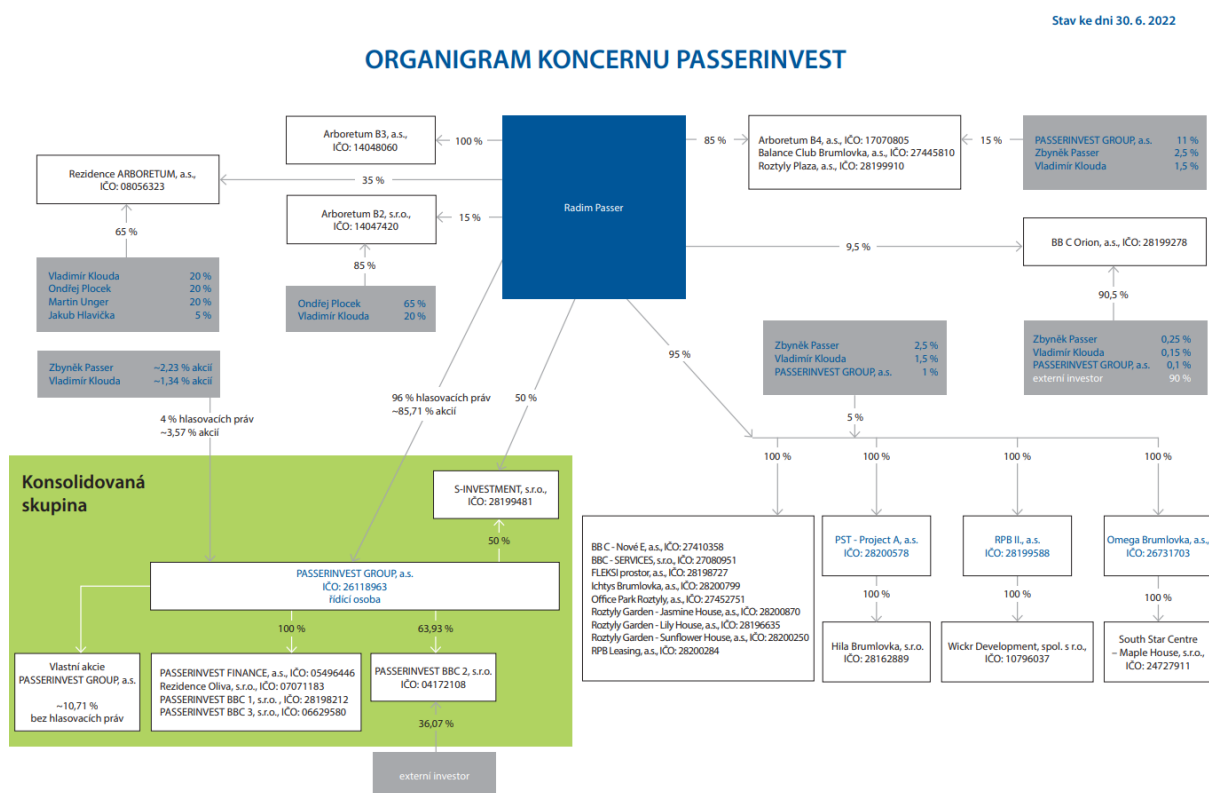 Stav ke dni 30. 6. 2022
ORGANIGRAM KONCERNU PASSERINVEST
Arboretum B3, a.s.,
IČO: 14048060
100 %
Rezidence ARBORETUM, a.s.,
IČO: 08056323
35 %
Arboretum B2, s.r.o.,
IČO: 14047420
15 %
Radim Passer
85 %
Arboretum B4, a.s., IČO: 17070805
Balance Club Brumlovka, a.s., IČO: 27445810
Roztyly Plaza, a.s., IČO: 28199910
15 %
PASSERINVEST GROUP, a.s. 11 %
Zbyněk Passer 2,5 %
Vladimír Klouda 1,5 %
9,5 %
BB C Orion, a.s., IČO: 28199278
65 %
Vladimír Klouda 20 %
Ondřej Plocek 20 %
Martin Unger 20 %
Jakub Hlavička 5 %
85 %
Ondřej Plocek 65 %
Vladimír Klouda 20 %
90,5 %
Zbyněk Passer 0,25 %
Vladimír Klouda 0,15 %
PASSERINVEST GROUP, a.s. 0,1 %
externí investor 90 %
Zbyněk Passer 2,5 %
Vladimír Klouda 1,5 %
PASSERINVEST GROUP, a.s. 1 %
5 %
Zbyněk Passer ~2,23 % akcií
Vladimír Klouda ~1,34 % akcií
4 % hlasovacích práv
~3,57 % akcií
96 % hlasovacích práv
~85,71 % akcií
50 %
95 %
Konsolidovaná
skupina
S-INVESTMENT, s.r.o.,
IČO: 28199481
50 %
PASSERINVEST GROUP, a.s.
IČO: 26118963
řídící osoba
100 %
63,93 %
Vlastní akcie
PASSERINVEST GROUP, a.s.
~10,71 %
bez hlasovacích práv
PASSERINVEST FINANCE, a.s., IČO: 05496446
Rezidence Oliva, s.r.o., IČO: 07071183
PASSERINVEST BBC 1, s.r.o. , IČO: 28198212
PASSERINVEST BBC 3, s.r.o., IČO: 06629580
PASSERINVEST BBC 2, s.r.o.
IČO: 04172108
36,07 %
externí investor
100 %
100 %
100 %
100 %
BB C - Nové E, a.s., IČO: 27410358
BBC - SERVICES, s.r.o., IČO: 27080951
FLEKSI prostor, a.s., IČO: 28198727
Ichtys Brumlovka, a.s., IČO: 28200799
Office Park Roztyly, a.s., IČO: 27452751
Roztyly Garden - Jasmine House, a.s., IČO: 28200870
Roztyly Garden - Lily House, a.s., IČO: 28196635
Roztyly Garden - Sunflower House, a.s., IČO: 28200250
RPB Leasing, a.s., IČO: 28200284
PST - Project A, a.s.
IČO: 28200578
RPB II., a.s.
IČO: 28199588
Omega Brumlovka, a.s.,
IČO: 26731703
100 %
100 %
100 %
Hila Brumlovka, s.r.o.
IČO: 28162889
Wickr Development, spol. s r.o.,
IČO: 10796037
South Star Centre
– Maple House, s.r.o.,
IČO: 24727911